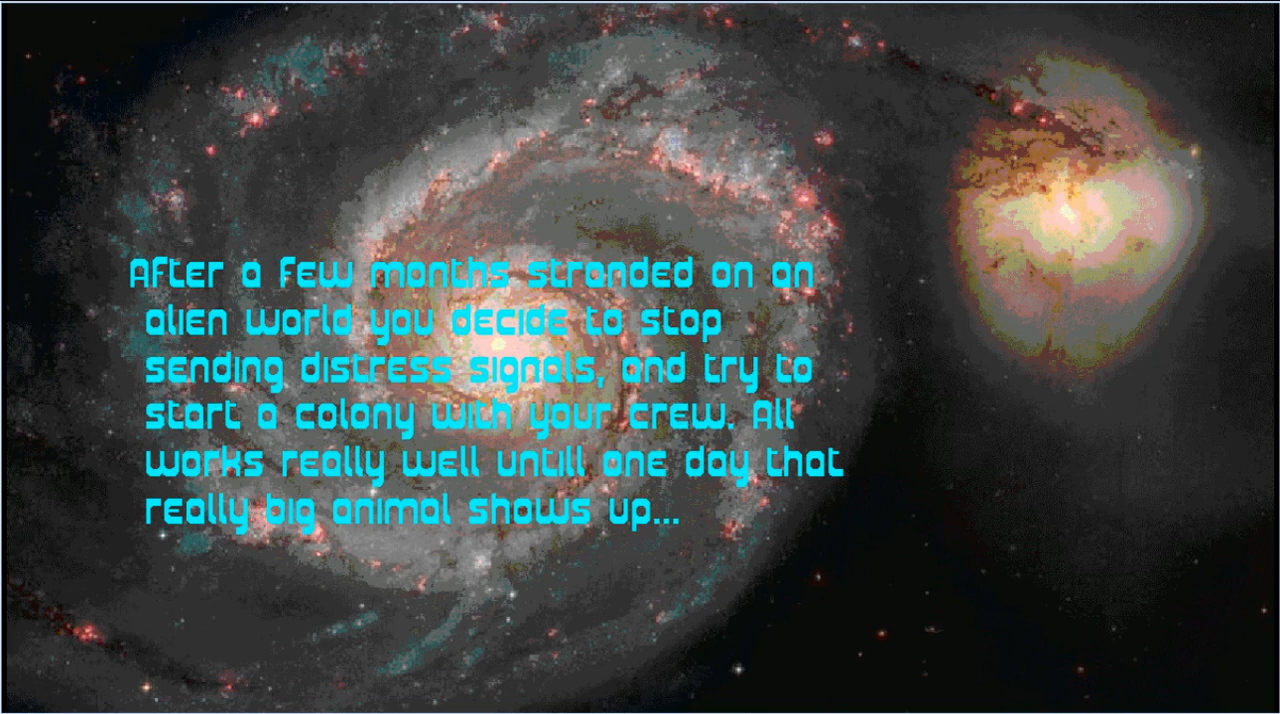 After a few months stranded on an
alien world you decide to stop
sending distress signals, and try to
start a colony with your crew. All
works really well untill one day that
really big animal shows up...